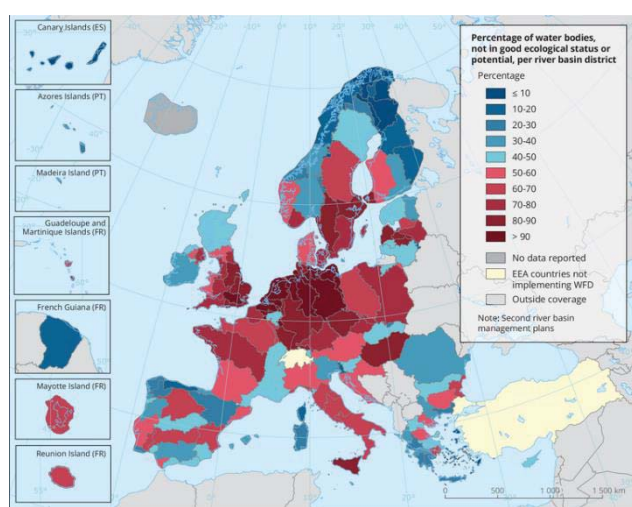 Canary Islands (ES)
Azores Islands (PT)
Madeira Island (PT)
Guadeloupe and
Martinique Islands (FR)
French Guiana (FR)
Mayotte Island (FR)
Reunion Island (FR)
Percentage of water bodies,
not in good ecological status or
potential, per river basin district
Percentage
≤ 10
10-20
20-30
30-40
40-50
50-60
60-70
70-80
80-90
> 90
No data reported
EEA countries not
implementing WFD
Outside coverage
Note: Second river basin
management plans
0 500 1 000 1 500 km